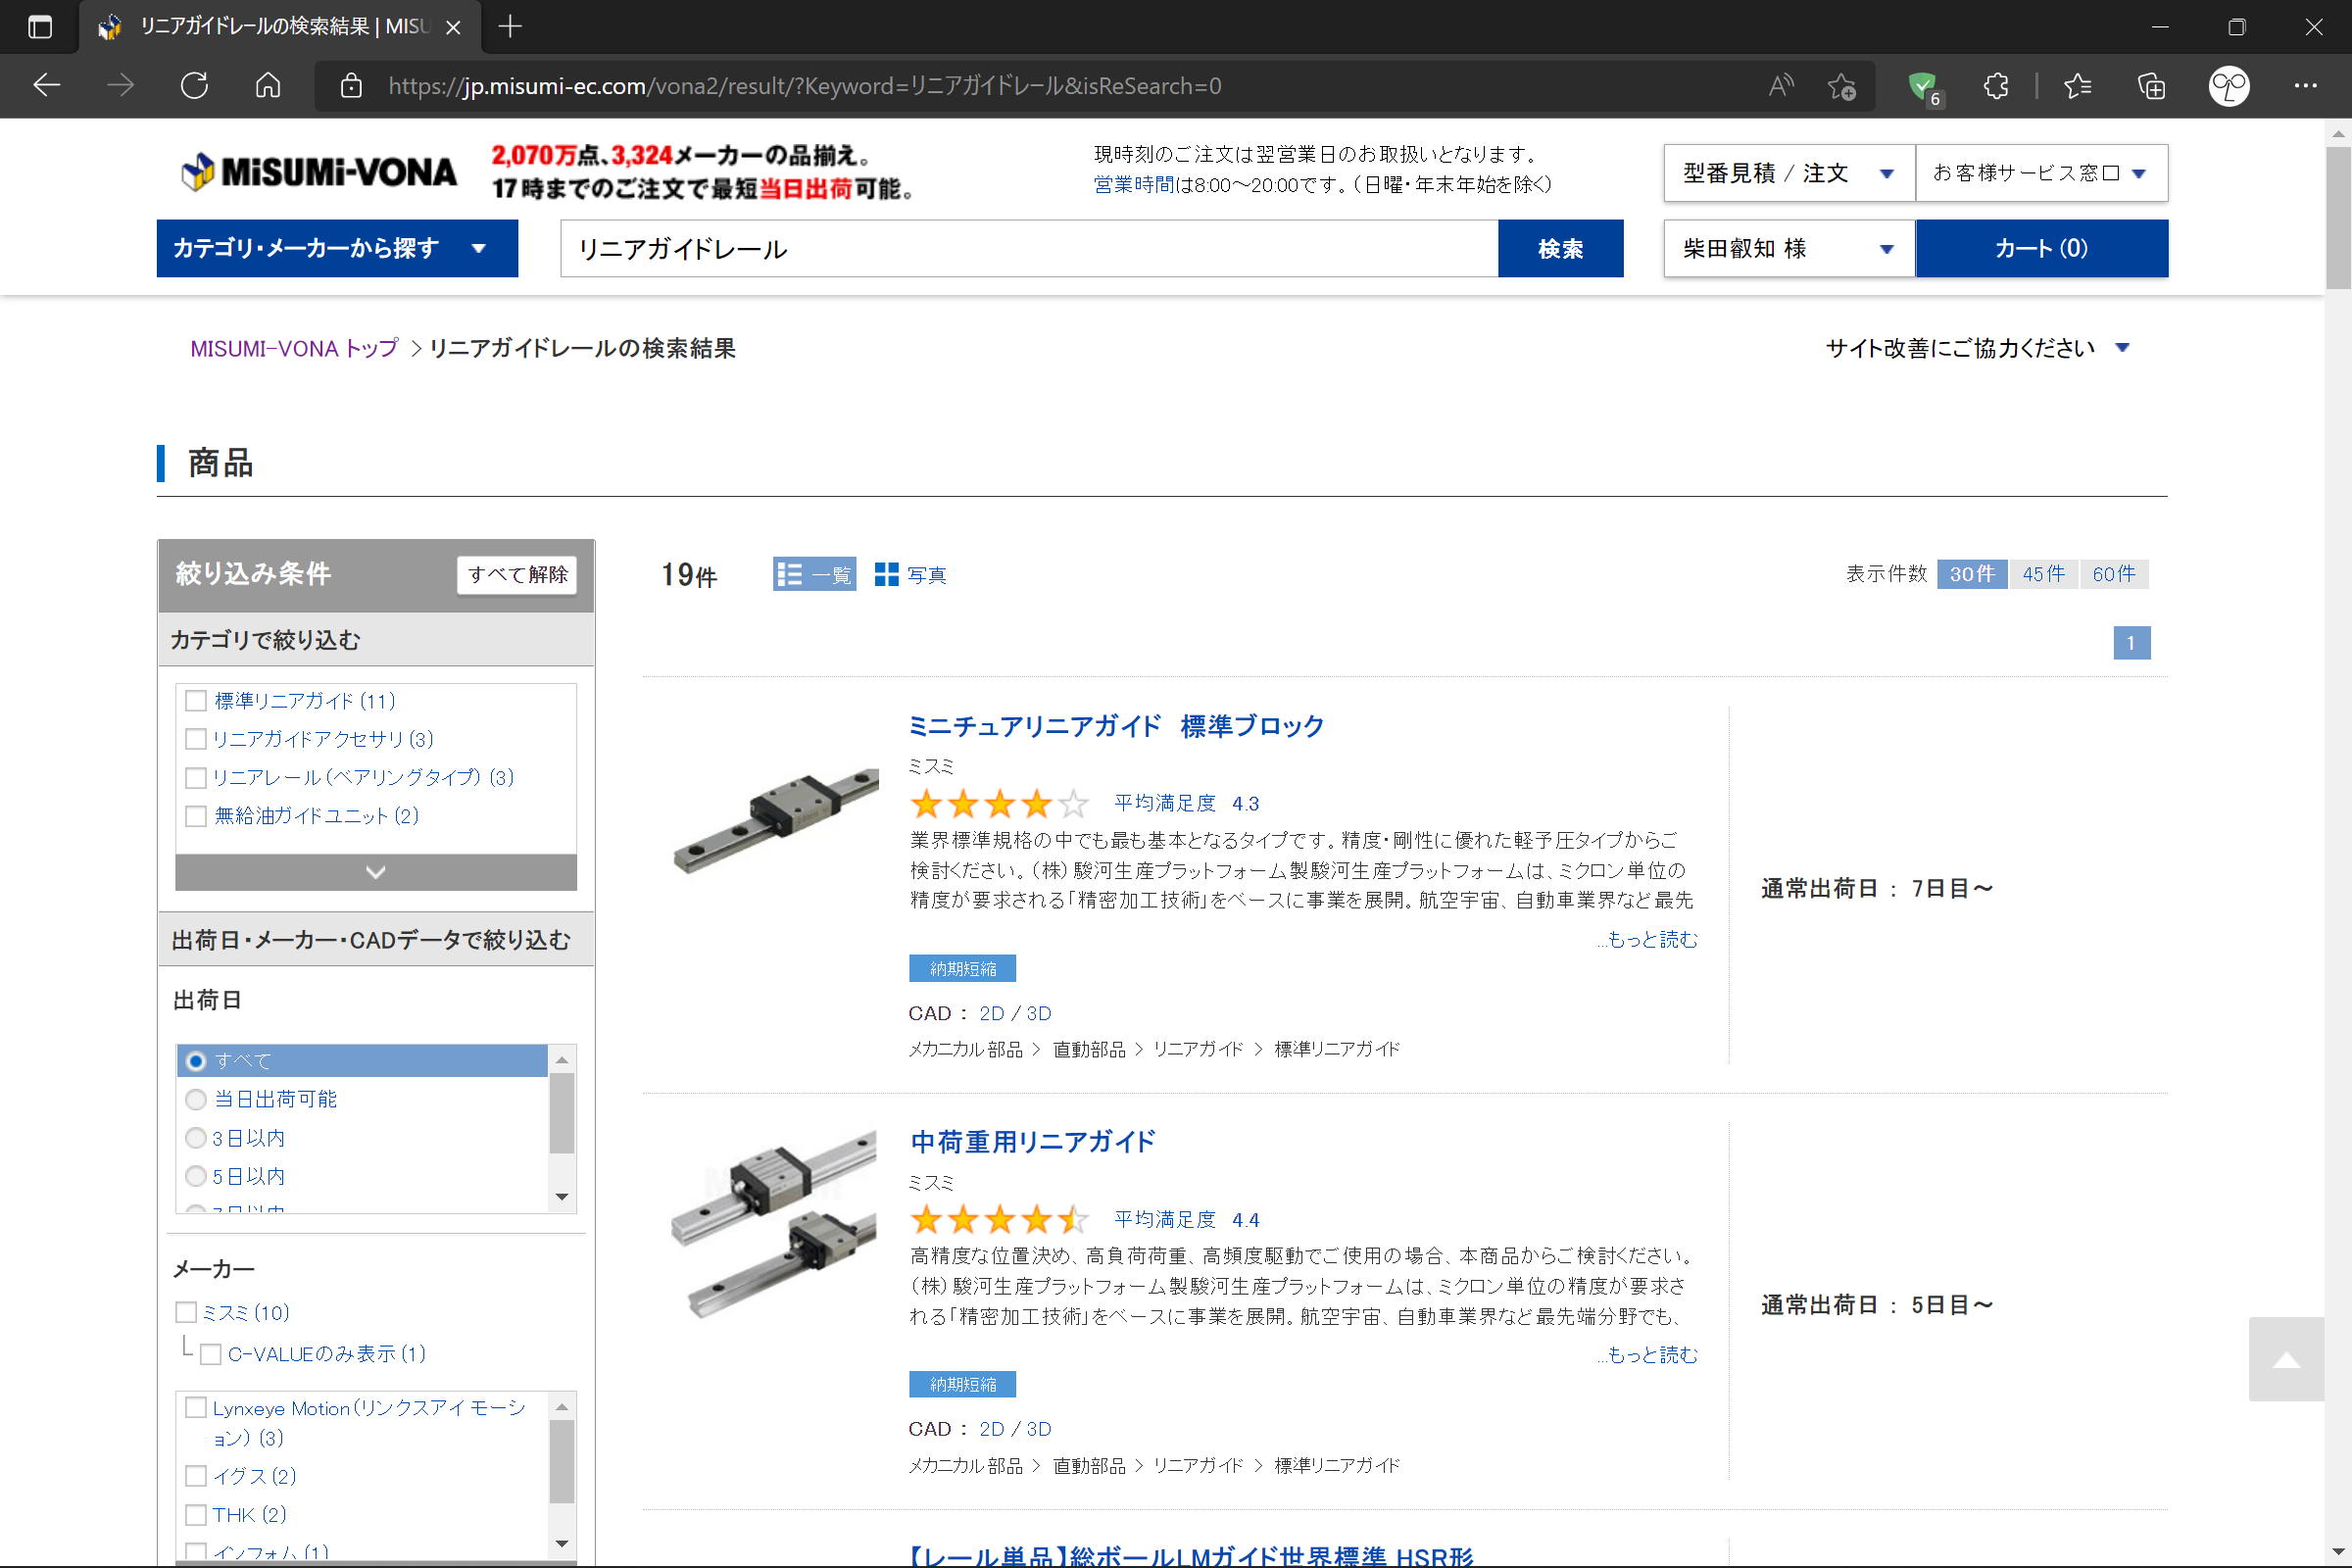 リニアガイドレールの検索結果 | MISU
https://jp.misumi-ec.com/vona2/result/?Keyword=リニアガイドレール&isReSearch=0
6
MiSUMi-VONA
2,070万点、3,324メーカーの品揃え。
17時までのご注文で最短当日出荷可能。
現時刻のご注文は翌営業日のお取扱いとなります。
営業時間は8:00～20:00です。（日曜・年末年始を除く）
型番見積 / 注文
お客様サービス窓口
カテゴリ・メーカーから探す
リニアガイドレール
検索
柴田叡知 様
カート (0)
MISUMI-VONA トップ > リニアガイドレールの検索結果
サイト改善にご協力ください
商品
絞り込み条件
すべて解除
カテゴリで絞り込む
標準リニアガイド (11)
リニアガイドアクセサリ (3)
リニアレール（ベアリングタイプ） (3)
無給油ガイドユニット (2)
出荷日・メーカー・CADデータで絞り込む
出荷日
すべて
当日出荷可能
3日以内
5日以内
7日以内
メーカー
ミスミ (10)
C-VALUEのみ表示 (1)
Lynxeye Motion（リンクスアイ モーシ
ョン） (3)
イグス (2)
THK (2)
インフォム (1)
19件
一覧
写真
表示件数
30件
45件
60件
1
ミニチュアリニアガイド　標準ブロック
ミスミ
平均満足度 4.3
業界標準規格の中でも最も基本となるタイプです。精度・剛性に優れた軽予圧タイプからご
検討ください。（株）駿河生産プラットフォーム製駿河生産プラットフォームは、ミクロン単位の
精度が要求される「精密加工技術」をベースに事業を展開。航空宇宙、自動車業界など最先
...もっと読む
納期短縮
CAD : 2D / 3D
メカニカル部品 > 直動部品 > リニアガイド > 標準リニアガイド
通常出荷日 : 7日目～
中荷重用リニアガイド
ミスミ
平均満足度 4.4
高精度な位置決め、高負荷荷重、高頻度駆動でご使用の場合、本商品からご検討ください。
（株）駿河生産プラットフォーム製駿河生産プラットフォームは、ミクロン単位の精度が要求さ
れる「精密加工技術」をベースに事業を展開。航空宇宙、自動車業界など最先端分野でも、
...もっと読む
納期短縮
CAD : 2D / 3D
メカニカル部品 > 直動部品 > リニアガイド > 標準リニアガイド
通常出荷日 : 5日目～
【レール単品】総ボールLMガイド世界標準 HSR形